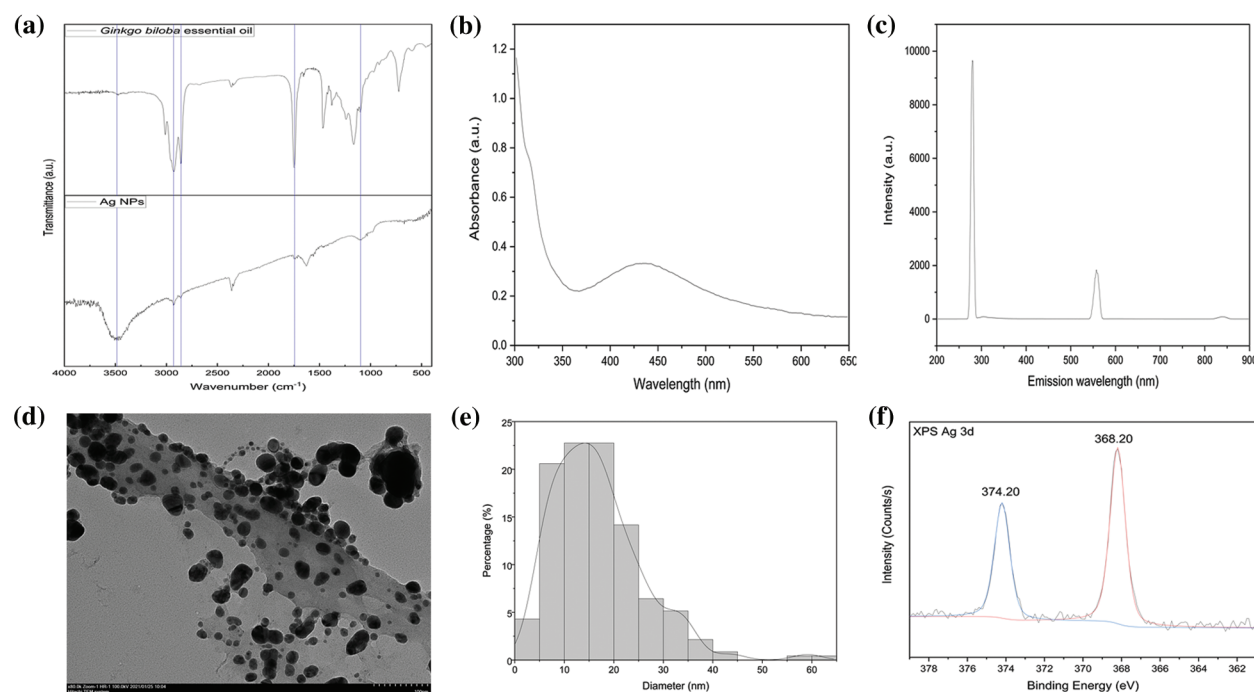 (a)
Ginkgo biloba essential oil
Ag NPs
Transmittance (a.u.)
4000 3500 3000 2500 2000 1500 1000 500
Wavenumber (cm⁻¹)
(b)
Absorbance (a.u.)
1.2
1.0
0.8
0.6
0.4
0.2
0.0
300 350 400 450 500 550 600 650
Wavelength (nm)
(c)
Intensity (a.u.)
10000
8000
6000
4000
2000
0
200 300 400 500 600 700 800 900
Emission wavelength (nm)
(d)
(e)
Percentage (%)
25
20
15
10
5
0
0 10 20 30 40 50 60
Diameter (nm)
(f)
XPS Ag 3d
374.20
368.20
Intensity (Counts/s)
378 376 374 372 370 368 366 364 362
Binding Energy (eV)